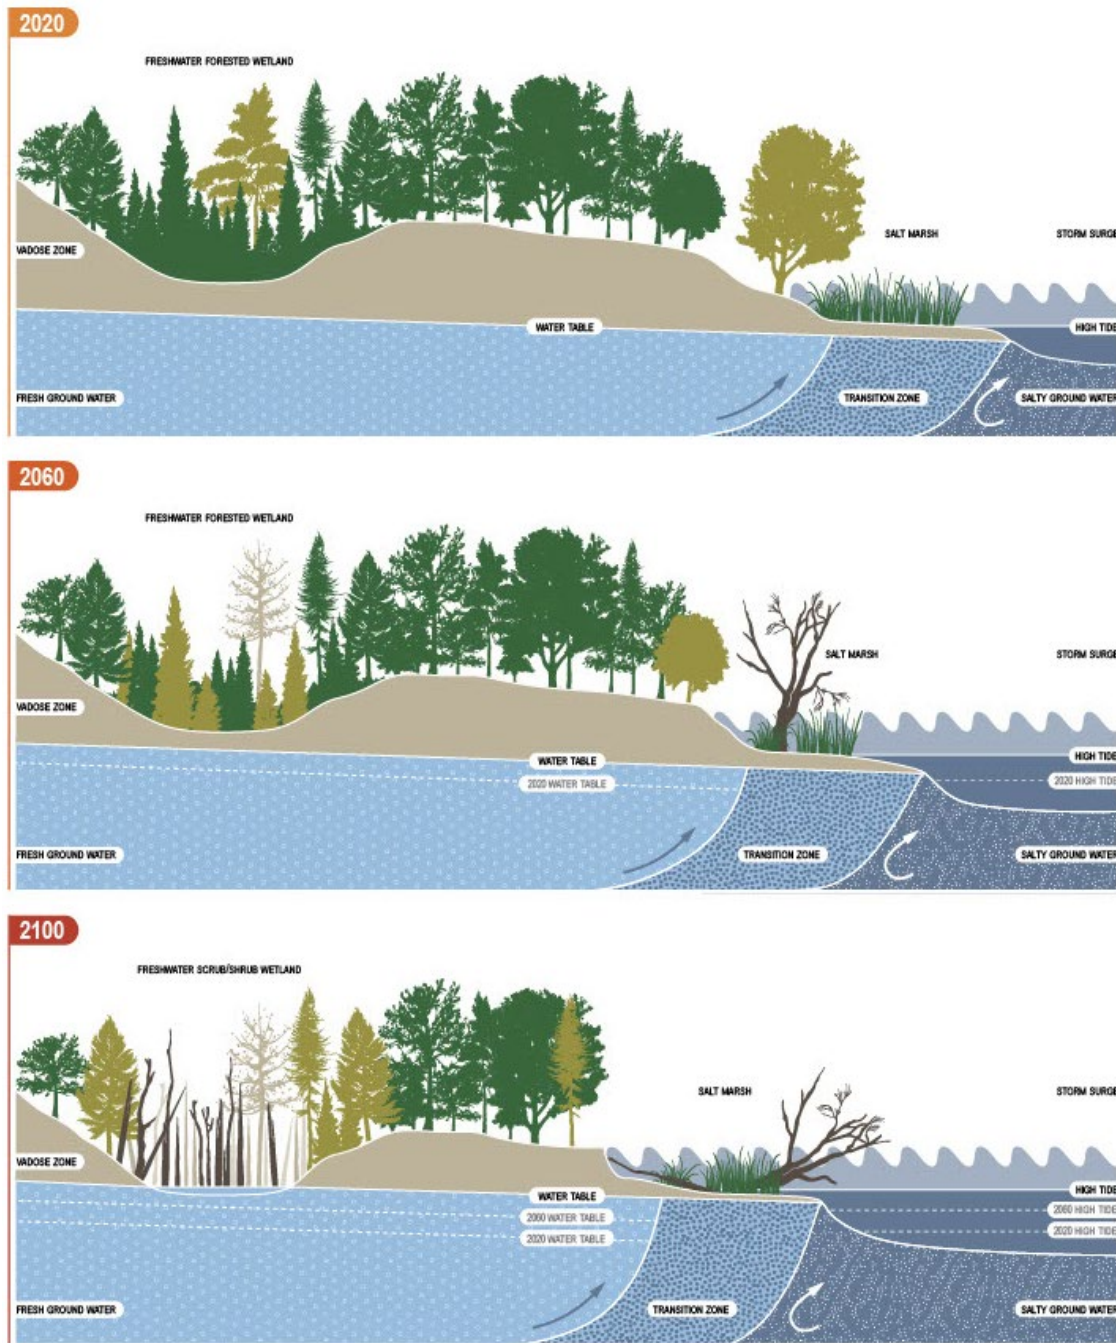 2020
FRESHWATER FORESTED WETLAND
SALT MARSH
STORM SURGE
VADOSE ZONE
WATER TABLE
HIGH TIDE
FRESH GROUND WATER
TRANSITION ZONE
SALTY GROUND WATER
2060
FRESHWATER FORESTED WETLAND
SALT MARSH
STORM SURGE
VADOSE ZONE
WATER TABLE
HIGH TIDE
2020 WATER TABLE
2020 HIGH TIDE
FRESH GROUND WATER
TRANSITION ZONE
SALTY GROUND WATER
2100
FRESHWATER SCRUB/SHRUB WETLAND
SALT MARSH
STORM SURGE
VADOSE ZONE
WATER TABLE
HIGH TIDE
2060 WATER TABLE
2060 HIGH TIDE
2020 WATER TABLE
2020 HIGH TIDE
FRESH GROUND WATER
TRANSITION ZONE
SALTY GROUND WATER